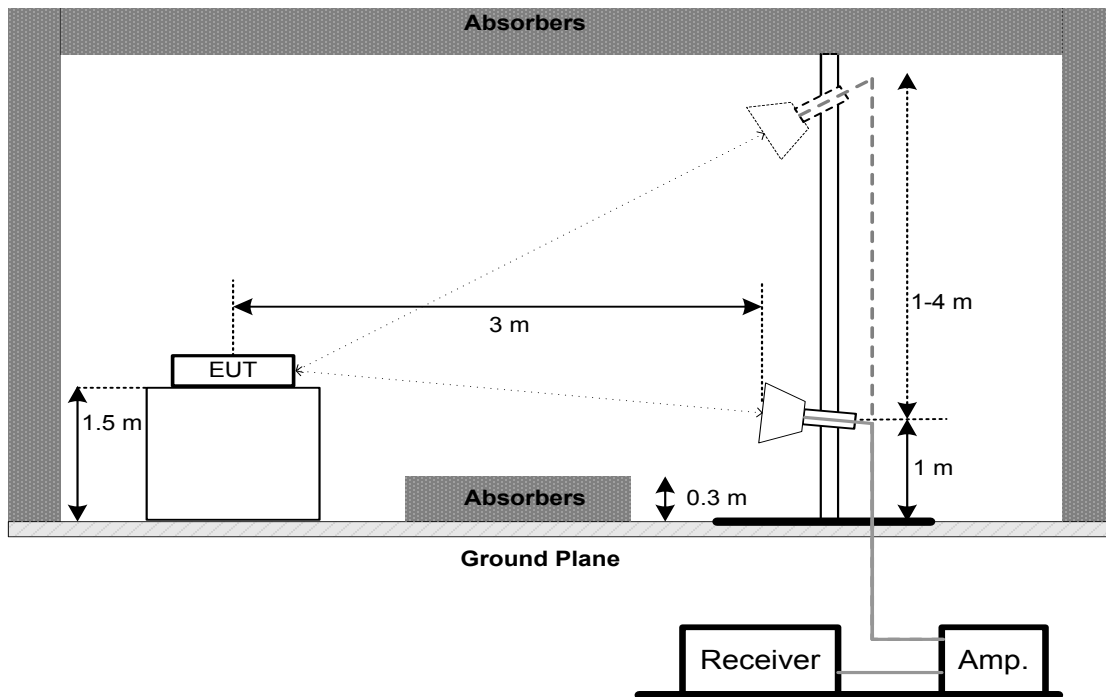 Absorbers
1-4 m
3 m
EUT
1.5 m
1 m
Absorbers
0.3 m
Ground Plane
Receiver
Amp.